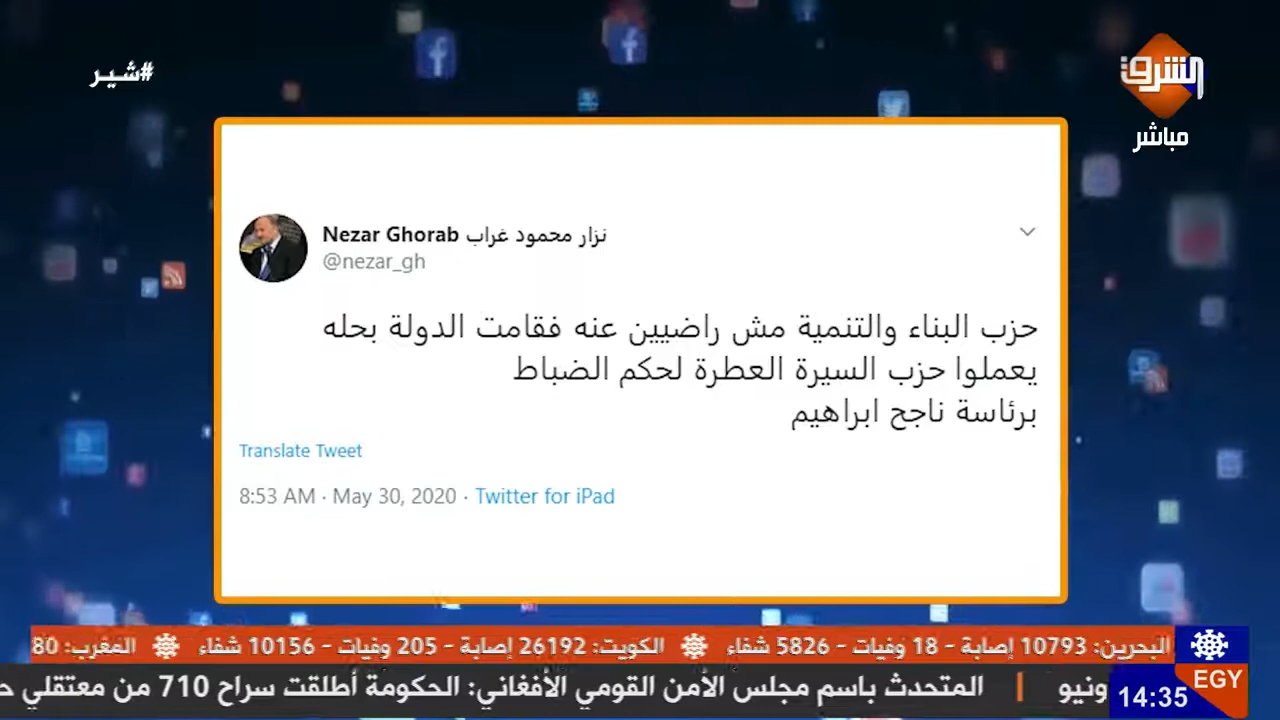 #شير
الشرق
مباشر
Nezar Ghorab نزار محمود غراب
@nezar_gh
حزب البناء والتنمية مش راضيين عنه فقامت الدولة بحله
يعملوا حزب السيرة العطرة لحكم الضباط
برئاسة ناجح ابراهيم
Translate Tweet
8:53 AM · May 30, 2020 · Twitter for iPad
البحرين: 10793 إصابة - 18 وفيات - 5826 شفاء الكويت: 26192 إصابة - 205 وفيات - 10156 شفاء المغرب: 80
ونيو | المتحدث باسم مجلس الأمن القومي الأفغاني: الحكومة أطلقت سراح 710 من معتقلي
EGY
14:35